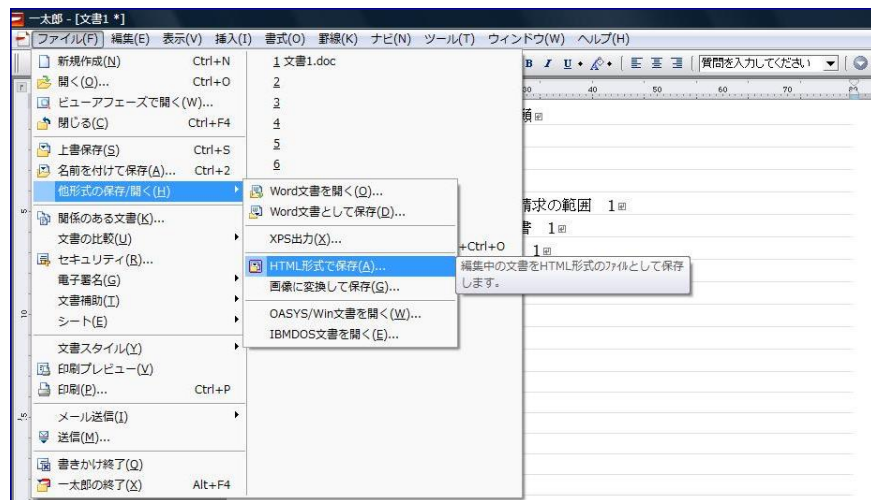 一太郎 - [文書1 *]
ファイル(F) 編集(E) 表示(V) 挿入(I) 書式(O) 罫線(K) ナビ(N) ツール(T) ウィンドウ(W) ヘルプ(H)
B I U 質問を入力してください
新規作成(N) Ctrl+N
開く(O)... Ctrl+O
ビューアフェーズで開く(W)...
閉じる(C) Ctrl+F4
上書保存(S) Ctrl+S
名前を付けて保存(A)... Ctrl+2
他形式の保存/開く(H)
関係のある文書(K)...
文書の比較(U)
セキュリティ(R)...
電子署名(G)
文書補助(T)
シート(E)
文書スタイル(Y)
印刷プレビュー(V)
印刷(P)... Ctrl+P
メール送信(I)
送信(M)...
書きかけ終了(Q)
一太郎の終了(X) Alt+F4
1 文書1.doc
2
3
4
5
6
Word文書を開く(O)...
Word文書として保存(D)...
XPS出力(X)...
HTML形式で保存(A)...
画像に変換して保存(G)...
OASYS/Win文書を開く(W)...
IBMDOS文書を開く(E)...
+Ctrl+O
編集中の文書をHTML形式のファイルとして保存
します。
40 50 60 70
請求の範囲 1
書 1
1